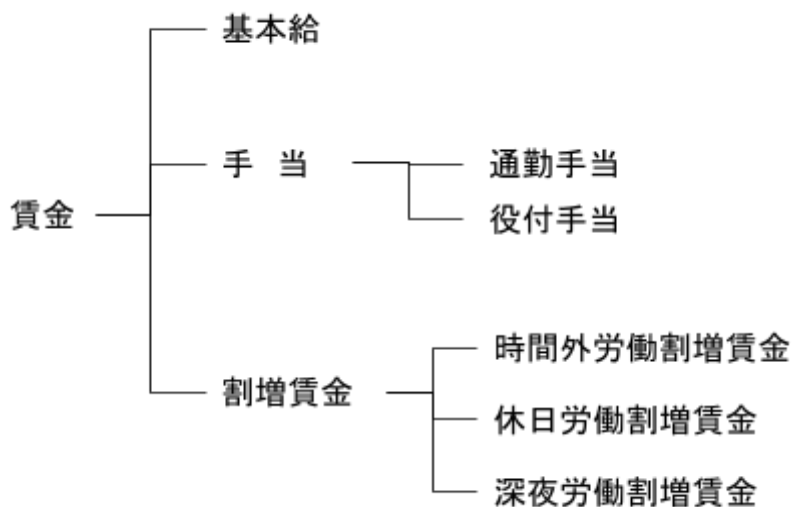 基本給
手 当
通勤手当
役付手当
賃金
時間外労働割増賃金
割増賃金
休日労働割増賃金
深夜労働割増賃金